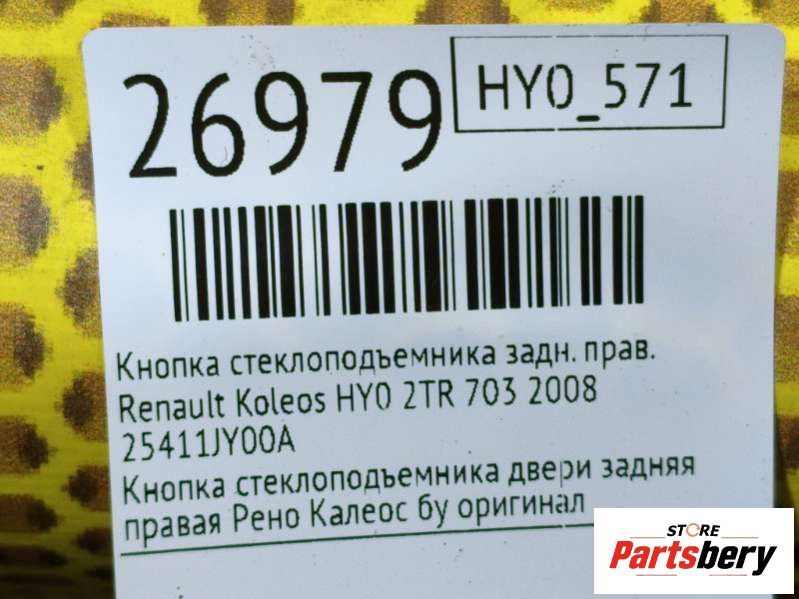 26979
HY0_571
Кнопка стеклоподъемника задн. прав.
Renault Koleos HY0 2TR 703 2008
25411JY00A
Кнопка стеклоподъемника двери задняя
правая Рено Калеос бу оригинал
STORE
Partsbery